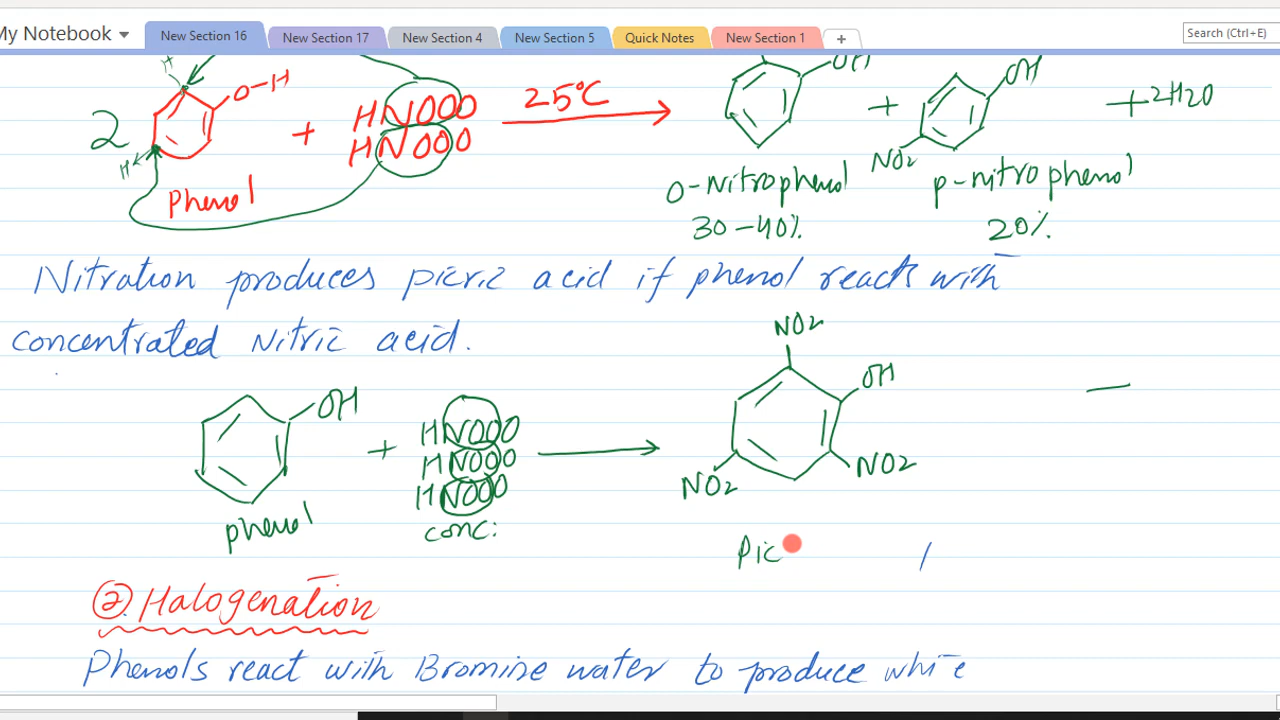 My Notebook New Section 16 New Section 17 New Section 4 New Section 5 Quick Notes New Section 1 + Search (Ctrl+E)
H OH OH
2 O-H + HNOOO 25°C + + 2H2O
HNOOO
H NO2
Phenol o-Nitrophenol p-nitrophenol
30-40% 20%
Nitration produces picric acid if phenol reacts with
concentrated Nitric acid.
NO2
OH OH
+ HNOOO
HNOOO NO2 NO2
HNOOO
phenol conc:
Pic
②. Halogenation
Phenols react with Bromine water to produce white